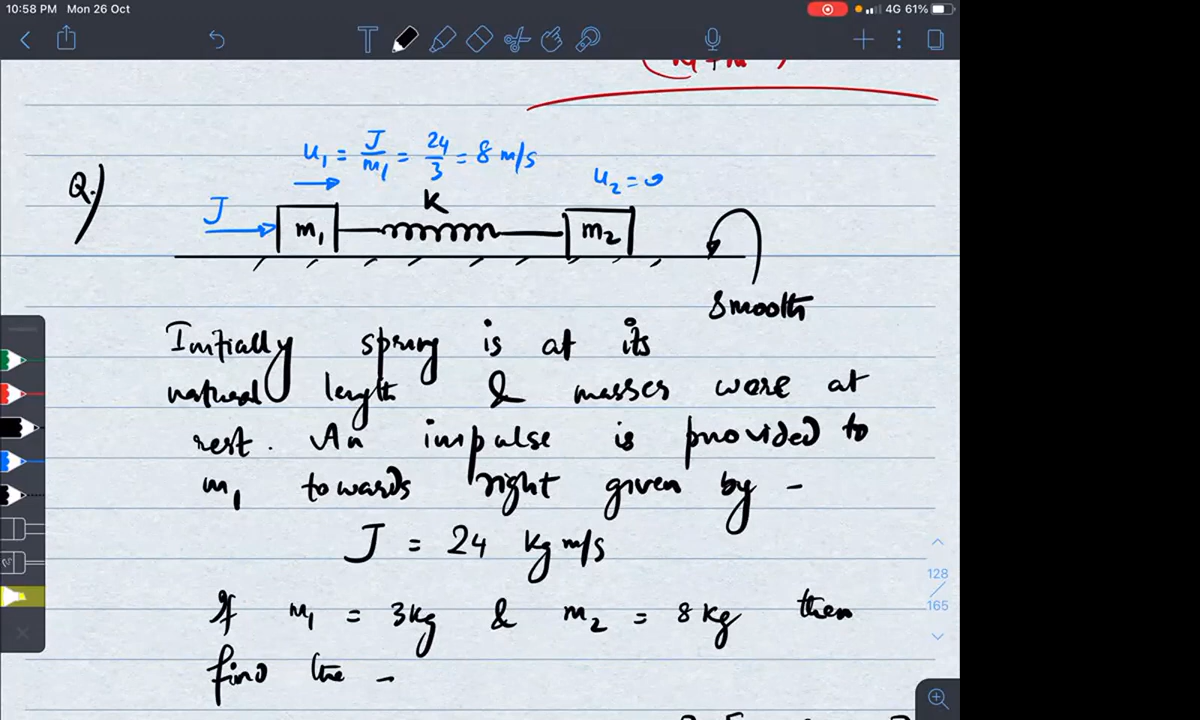 10:58 PM Mon 26 Oct
4G 61%
T
u₁ = J/m₁ = 24/3 = 8 m/s
u₂ = 0
Q.)
J
K
m₁
m₂
Smooth
Initially spring is at its
natural length & masses were at
rest. An impulse is provided to
m₁ towards right given by -
J = 24 kg m/s
128
/
165
If m₁ = 3kg & m₂ = 8kg then
find the -